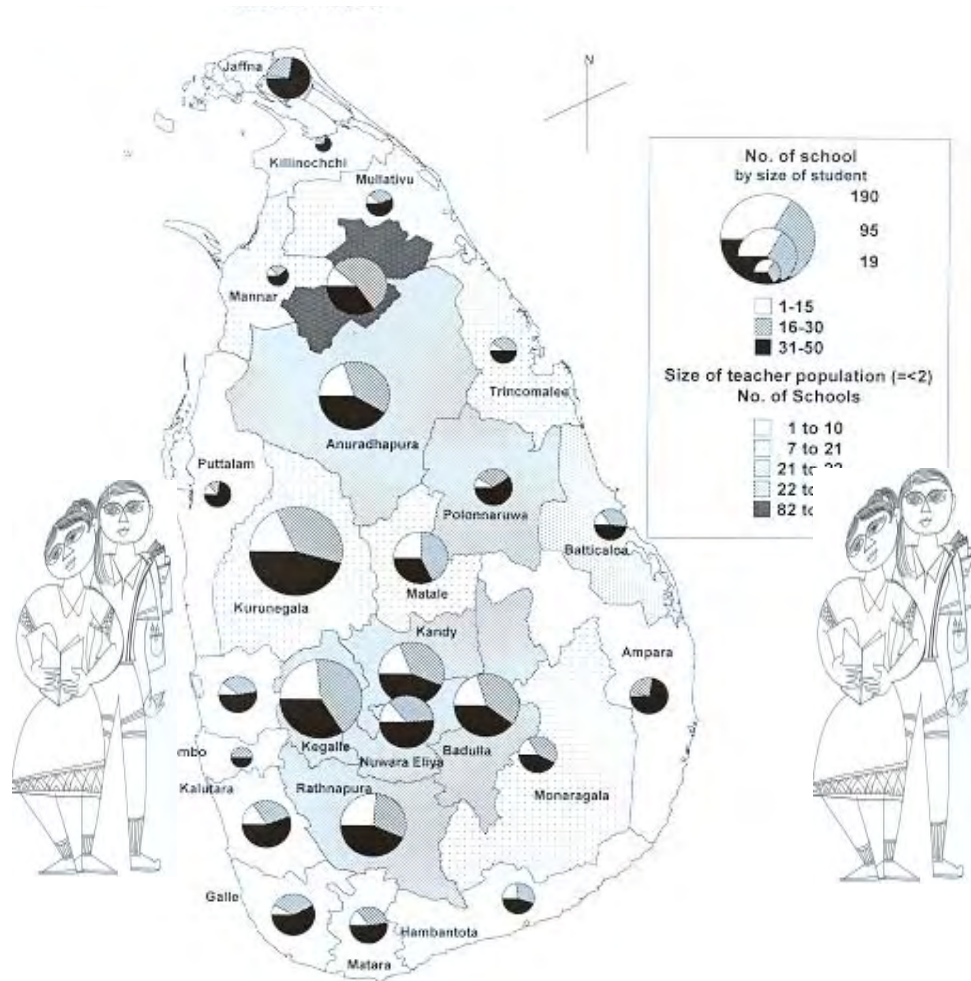 Jaffna
N
Killinochchi
Mullativu
Mannar
Trincomalee
Anuradhapura
Puttalam
Polonnaruwa
Batticaloa
Kurunegala
Matale
Kandy
Ampara
Kegalle
Nuwara Eliya
Badulla
mbo
Kalutara
Rathnapura
Monaragala
Galle
Hambantota
Matara
No. of school
by size of student
190
95
19
1-15
16-30
31-50
Size of teacher population (=<2)
No. of Schools
1 to 10
7 to 21
21 to
22 to
82 to